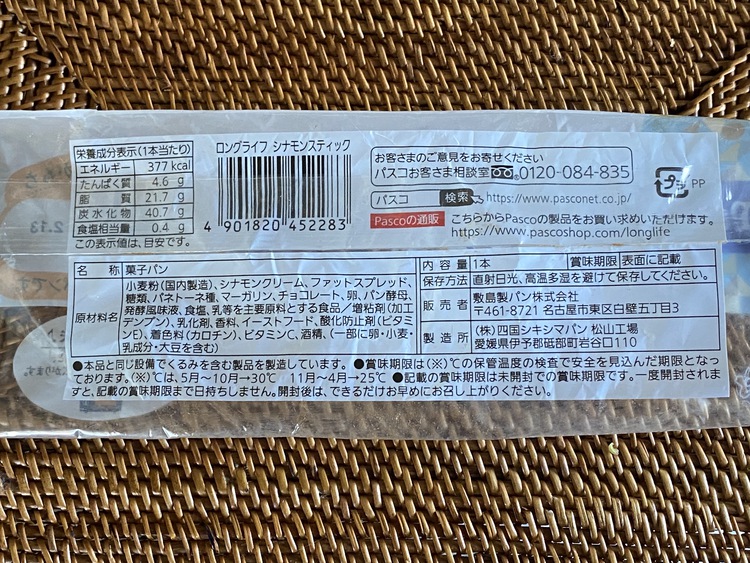 栄養成分表示(1本当たり)
エネルギー 377 kcal
たんぱく質 4.6 g
脂質 21.7 g
炭水化物 40.7 g
食塩相当量 0.4 g
この表示値は、目安です。
ロングライフ シナモンスティック
4 901820 452283
お客さまのご意見をお寄せください
パスコお客さま相談室 0120-084-835
パスコ 検索 https://www.pasconet.co.jp/
Pascoの通販 こちらからPascoの製品をお買い求めいただけます。
https://www.pascoshop.com/longlife
プラ PP
名称 菓子パン
原材料名 小麦粉(国内製造)、シナモンクリーム、ファットスプレッド、
糖類、パネトーネ種、マーガリン、チョコレート、卵、パン酵母、
発酵風味液、食塩、乳等を主要原料とする食品/増粘剤(加工
デンプン)、乳化剤、香料、イーストフード、酸化防止剤(ビタミ
ンE)、着色料(カロチン)、ビタミンC、酒精、(一部に卵・小麦・
乳成分・大豆を含む)
内容量 1本 賞味期限 表面に記載
保存方法 直射日光、高温多湿を避けて保存してください。
販売者 敷島製パン株式会社
〒461-8721 名古屋市東区白壁五丁目3
製造所 (株)四国シキシマパン 松山工場
愛媛県伊予郡砥部町岩谷口110
●本品と同じ設備でくるみを含む製品を製造しています。 ●賞味期限は(※)℃の保管温度の検査で安全を見込んだ期限となっ
ております。(※)℃は、5月〜10月→30℃ 11月〜4月→25℃ ●記載の賞味期限は未開封での賞味期限です。一度開封されま
すと、記載の賞味期限まで日持ちしません。開封後は、できるだけお早めにお召し上がりください。